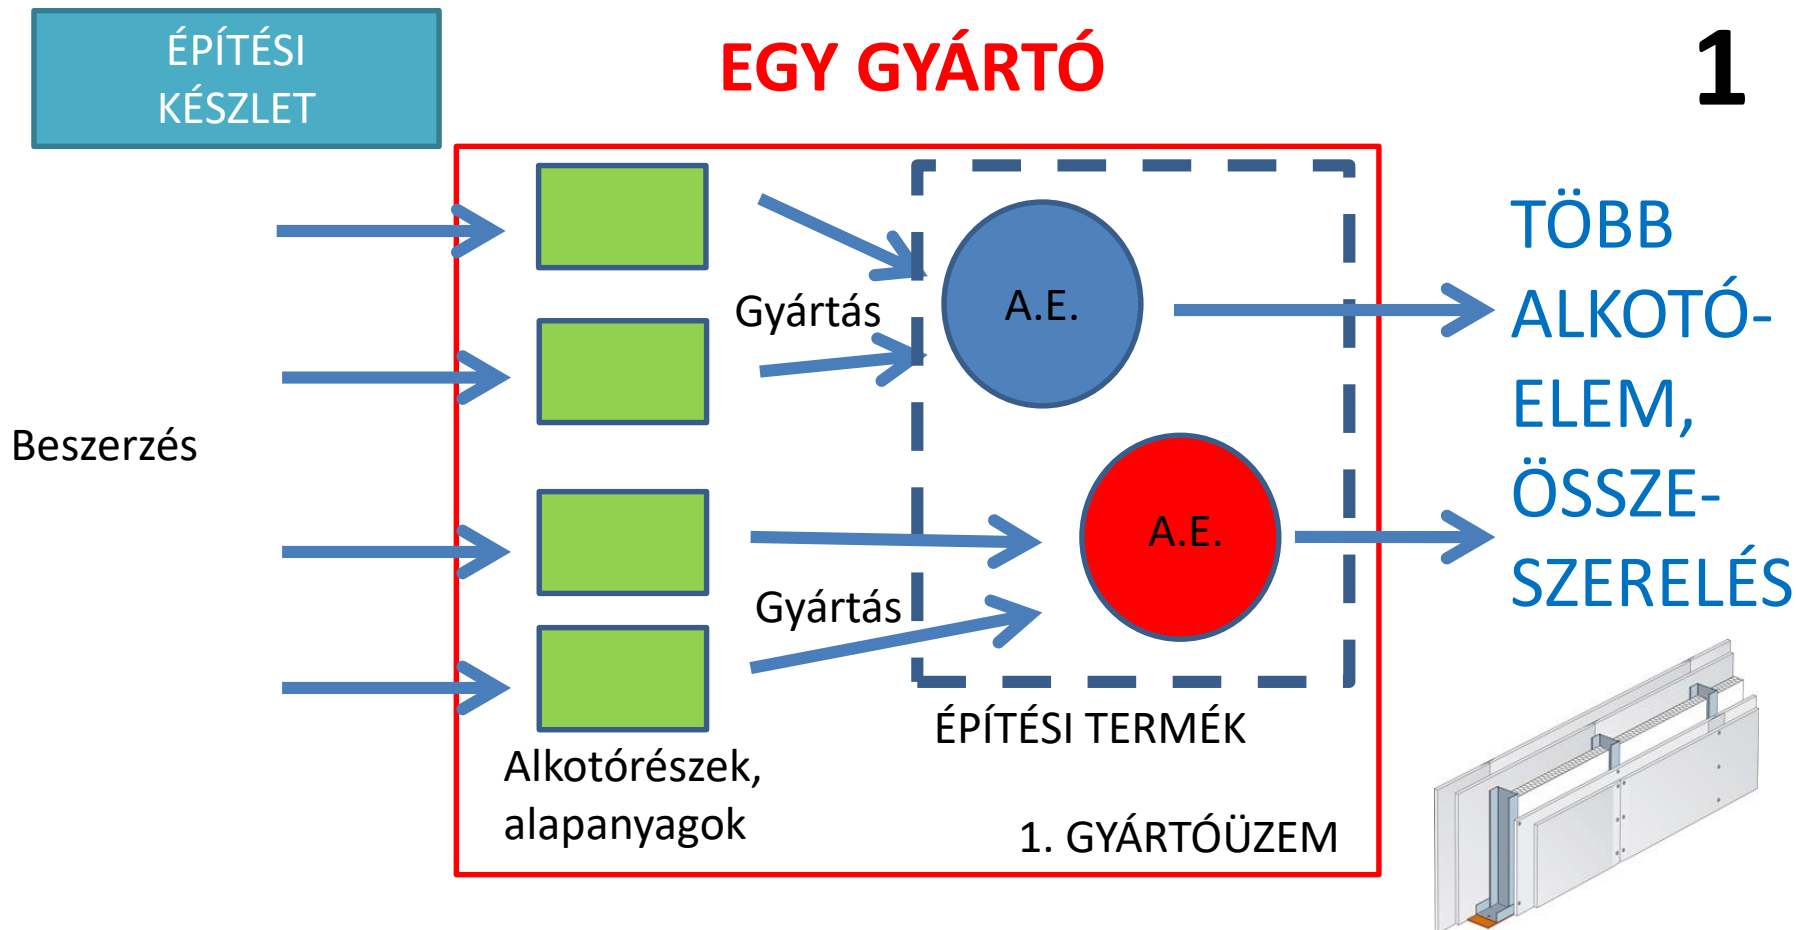 ÉPÍTÉSI
KÉSZLET
EGY GYÁRTÓ
1
Beszerzés
Gyártás
A.E.
A.E.
Gyártás
ÉPÍTÉSI TERMÉK
Alkotórészek,
alapanyagok
1. GYÁRTÓÜZEM
TÖBB
ALKOTÓ-
ELEM,
ÖSSZE-
SZERELÉS